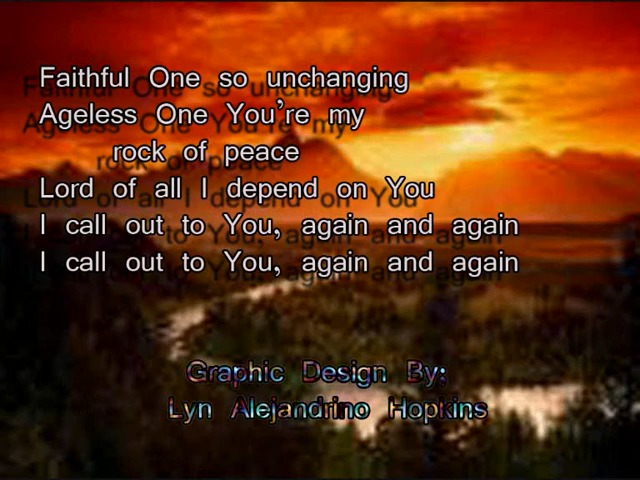 Faithful One so unchanging
Ageless One You're my
rock of peace
Lord of all I depend on You
I call out to You, again and again
I call out to You, again and again
Graphic Design By:
Lyn Alejandrino Hopkins